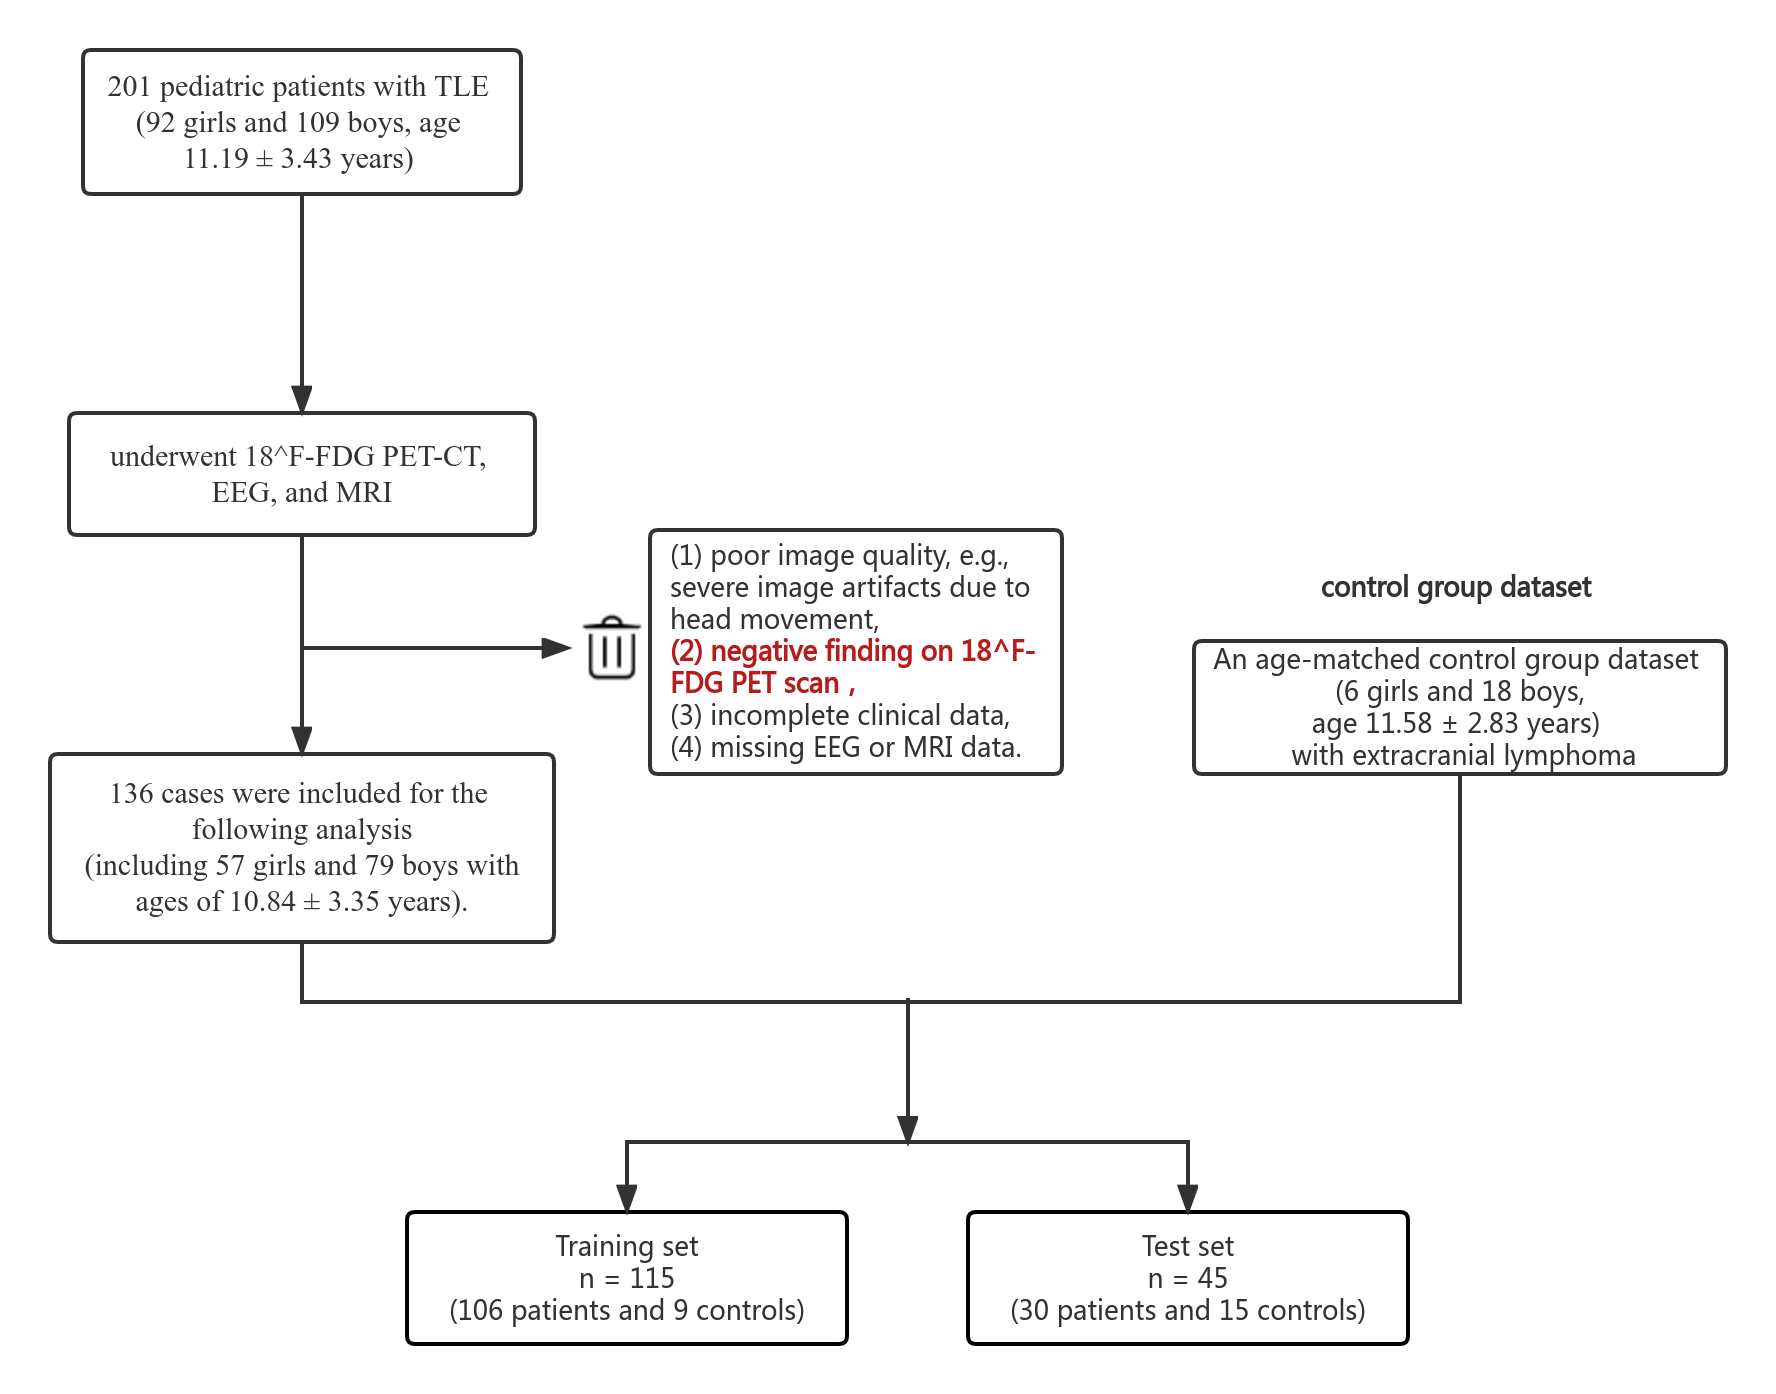 201 pediatric patients with TLE
(92 girls and 109 boys, age
11.19 ± 3.43 years)
underwent 18^F-FDG PET-CT,
EEG, and MRI
(1) poor image quality, e.g.,
severe image artifacts due to
head movement,
(2) negative finding on 18^F-
FDG PET scan ,
(3) incomplete clinical data,
(4) missing EEG or MRI data.
control group dataset
An age-matched control group dataset
(6 girls and 18 boys,
age 11.58 ± 2.83 years)
with extracranial lymphoma
136 cases were included for the
following analysis
(including 57 girls and 79 boys with
ages of 10.84 ± 3.35 years).
Training set
n = 115
(106 patients and 9 controls)
Test set
n = 45
(30 patients and 15 controls)